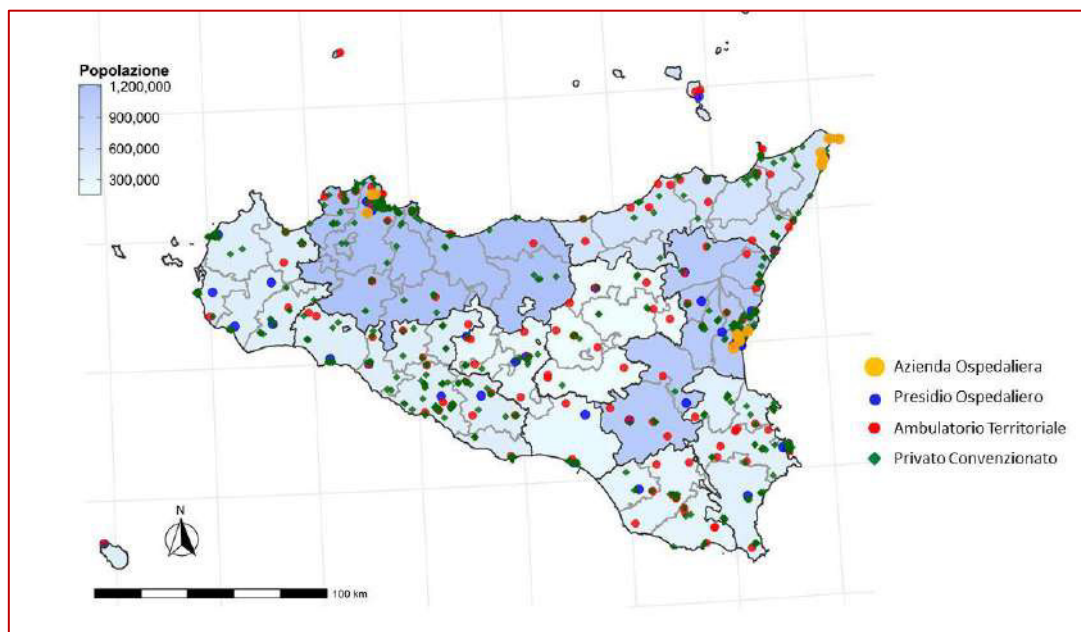 Popolazione
1,200,000
900,000
600,000
300,000
Azienda Ospedaliera
Presidio Ospedaliero
Ambulatorio Territoriale
Privato Convenzionato
N
100 km